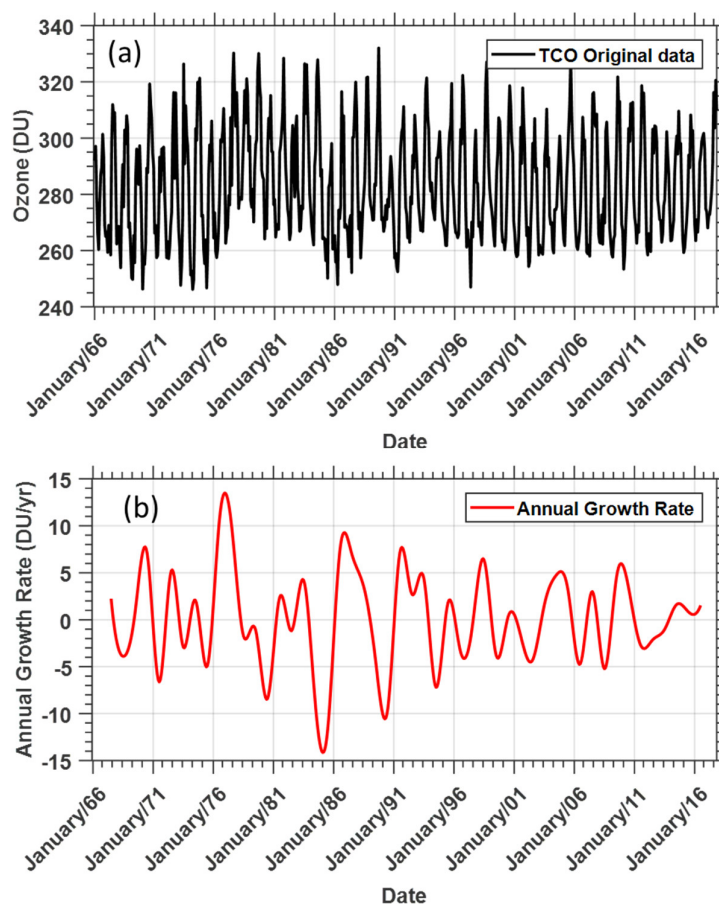 (a)
TCO Original data
Ozone (DU)
340
320
300
280
260
240
January/66
January/71
January/76
January/81
January/86
January/91
January/96
January/01
January/06
January/11
January/16
Date
(b)
Annual Growth Rate
Annual Growth Rate (DU/yr)
15
10
5
0
-5
-10
-15
January/66
January/71
January/76
January/81
January/86
January/91
January/96
January/01
January/06
January/11
January/16
Date